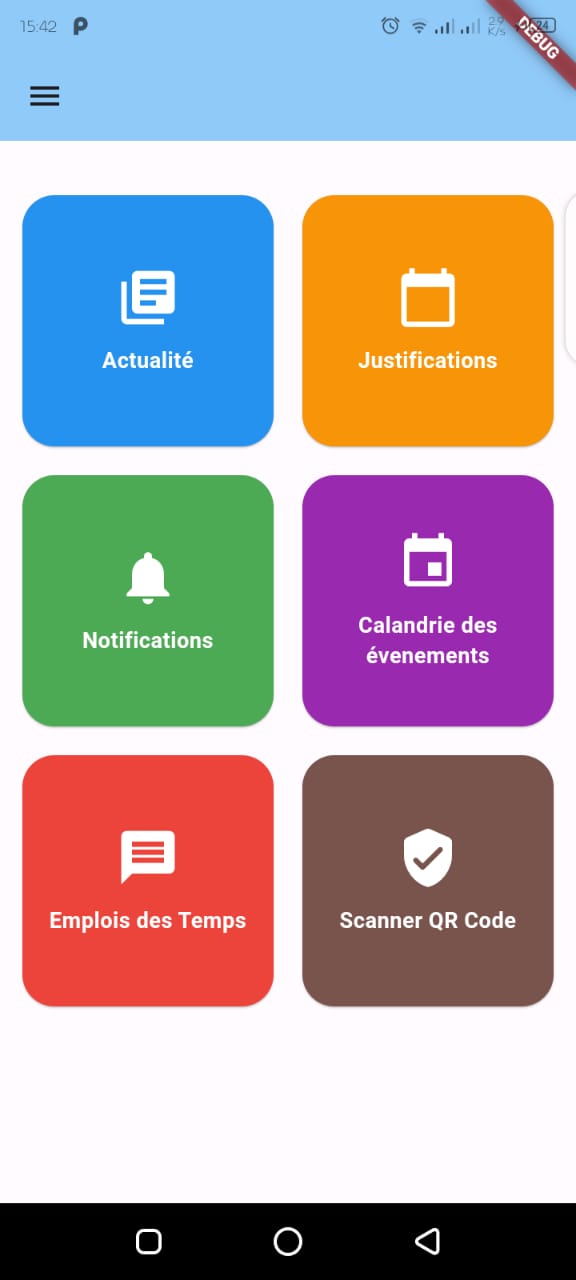 15:42
2.9
K/s
24
DEBUG
Actualité
Justifications
Notifications
Calandrie des
évenements
Emplois des Temps
Scanner QR Code